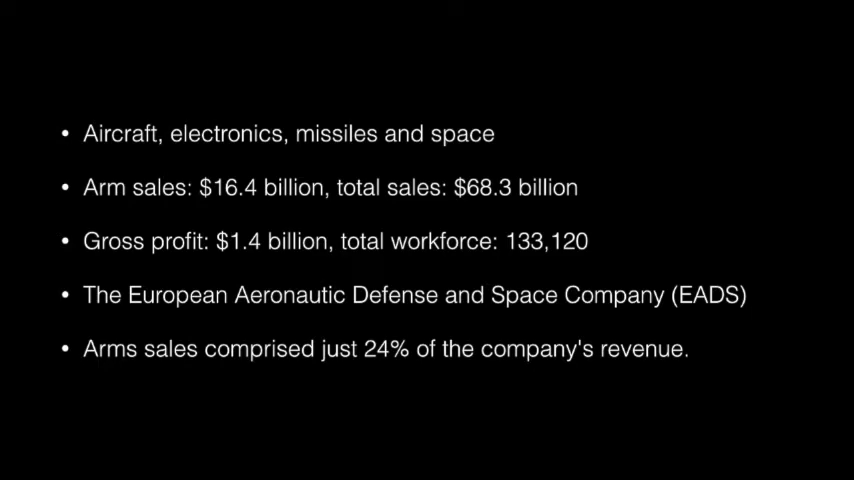 • Aircraft, electronics, missiles and space
• Arm sales: $16.4 billion, total sales: $68.3 billion
• Gross profit: $1.4 billion, total workforce: 133,120
• The European Aeronautic Defense and Space Company (EADS)
• Arms sales comprised just 24% of the company's revenue.